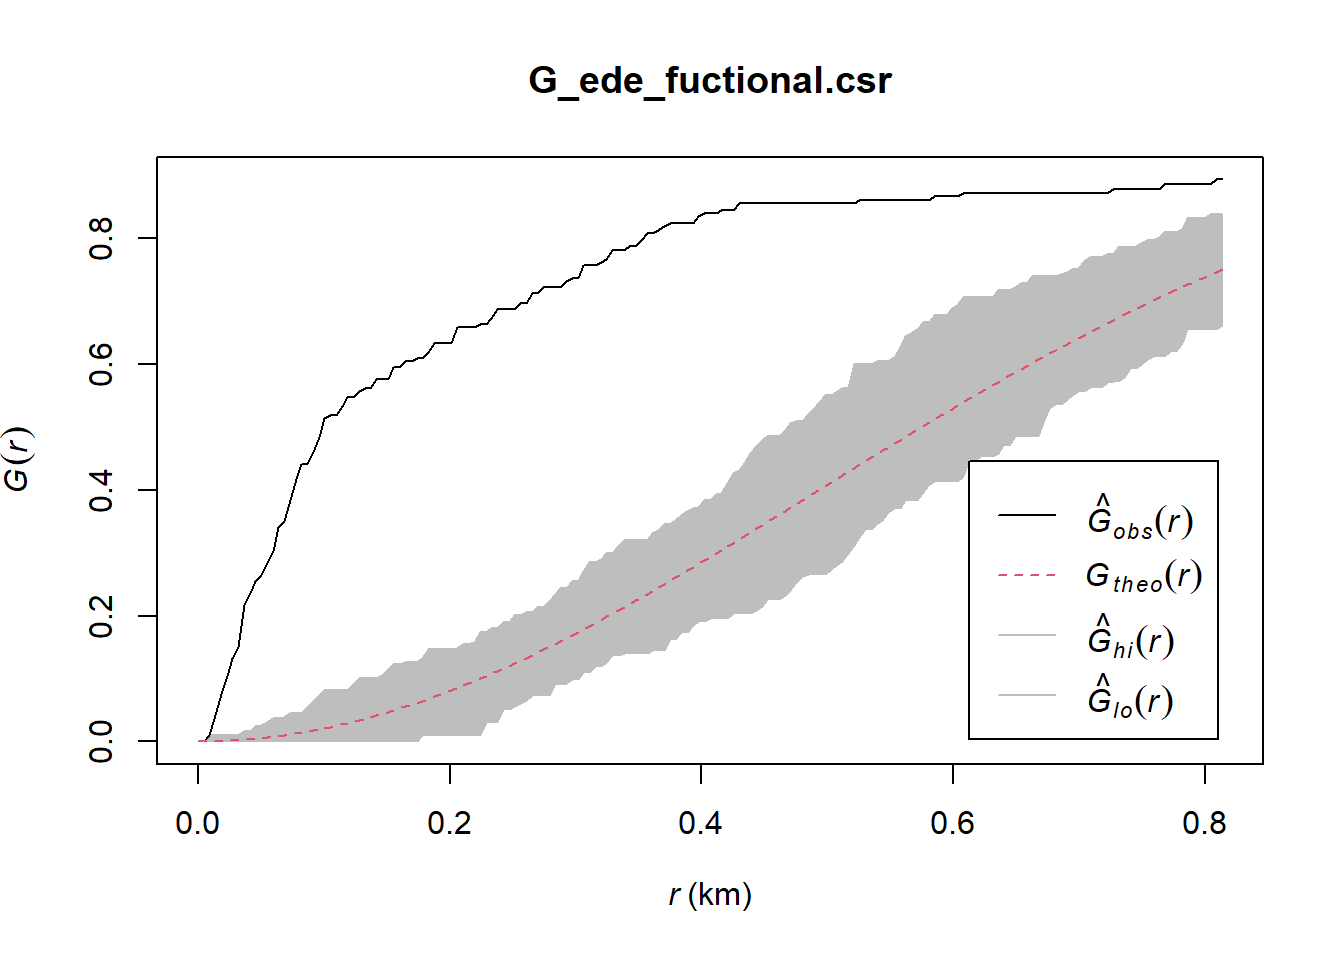 G_ede_fuctional.csr
G(r)
0.8
0.6
0.4
0.2
0.0
Ĝobs(r)
Gtheo(r)
Ĝhi(r)
Ĝlo(r)
0.0 0.2 0.4 0.6 0.8
r (km)